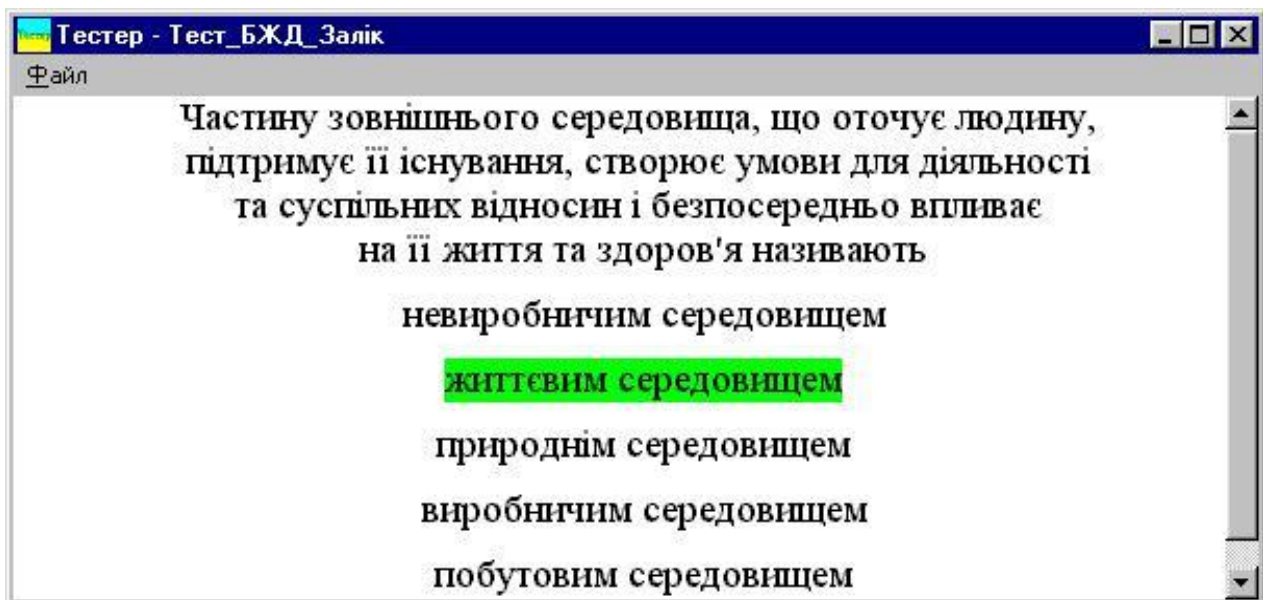 Тестер - Тест_БЖД_Залік
Файл
Частину зовнішнього середовища, що оточує людину,
підтримує її існування, створює умови для діяльності
та суспільних відносин і безпосередньо впливає
на її життя та здоров'я називають
невиробничим середовищем
життєвим середовищем
природнім середовищем
виробничим середовищем
побутовим середовищем